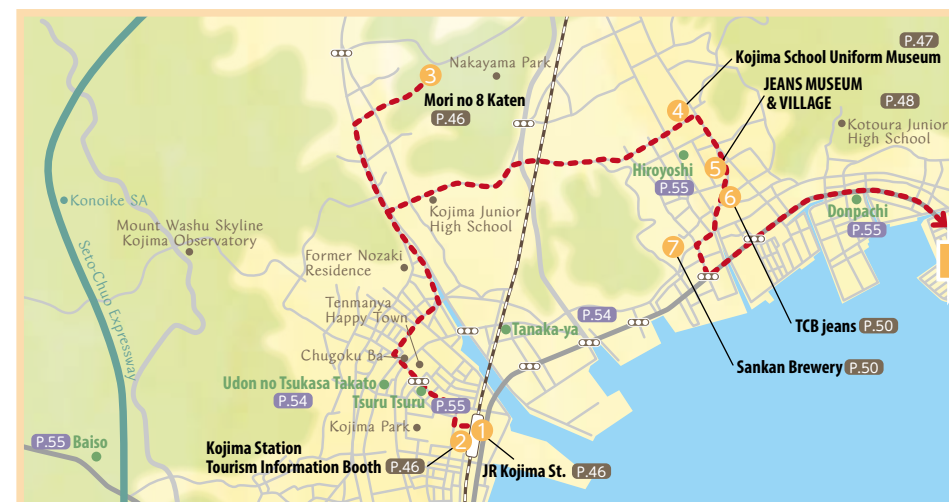 P.47
Kojima School Uniform Museum
4
JEANS MUSEUM
& VILLAGE
P.48
Nakayama Park
3
Mori no 8 Katen
P.46
Kotoura Junior
High School
Hiroyoshi
P.55
5
6
Donpachi
P.55
7
Konoike SA
Mount Washu Skyline
Kojima Observatory
Seto-Chuo Expressway
Kojima Junior
High School
Former Nozaki
Residence
Tenmanya
Happy Town
Tanaka-ya
P.54
TCB jeans P.50
Sankan Brewery P.50
Chugoku Ba
Udon no Tsukasa Takato
P.54
Tsuru Tsuru
P.55
Kojima Park
P.55 Baiso
Kojima Station
Tourism Information Booth P.46
2
1
JR Kojima St. P.46